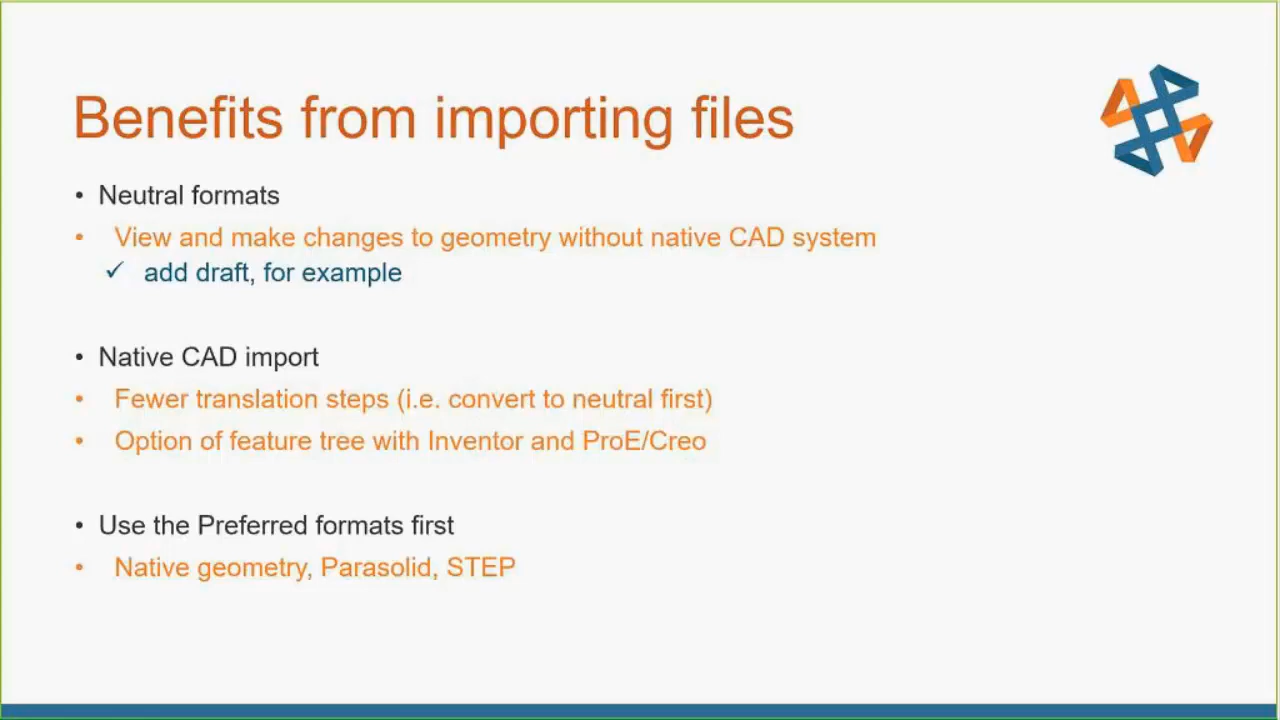 Benefits from importing files
• Neutral formats
• View and make changes to geometry without native CAD system
✓ add draft, for example
• Native CAD import
• Fewer translation steps (i.e. convert to neutral first)
• Option of feature tree with Inventor and ProE/Creo
• Use the Preferred formats first
• Native geometry, Parasolid, STEP